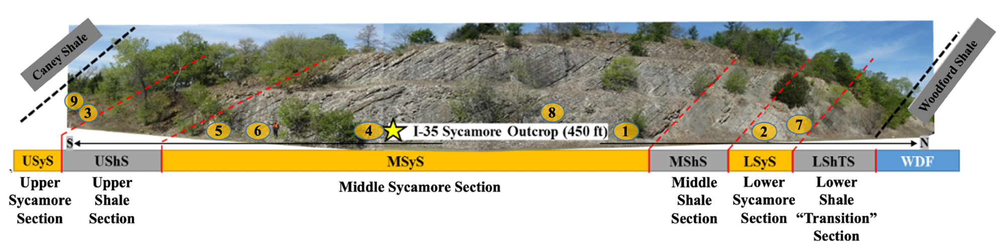 Caney Shale
Woodford Shale
9
3
5
6
4
I-35 Sycamore Outcrop (450 ft)
8
1
2
7
S
N
USyS
UShS
MSyS
MShS
LSyS
LShTS
WDF
Upper
Sycamore
Section
Upper
Shale
Section
Middle Sycamore Section
Middle
Shale
Section
Lower
Sycamore
Section
Lower
Shale
“Transition”
Section